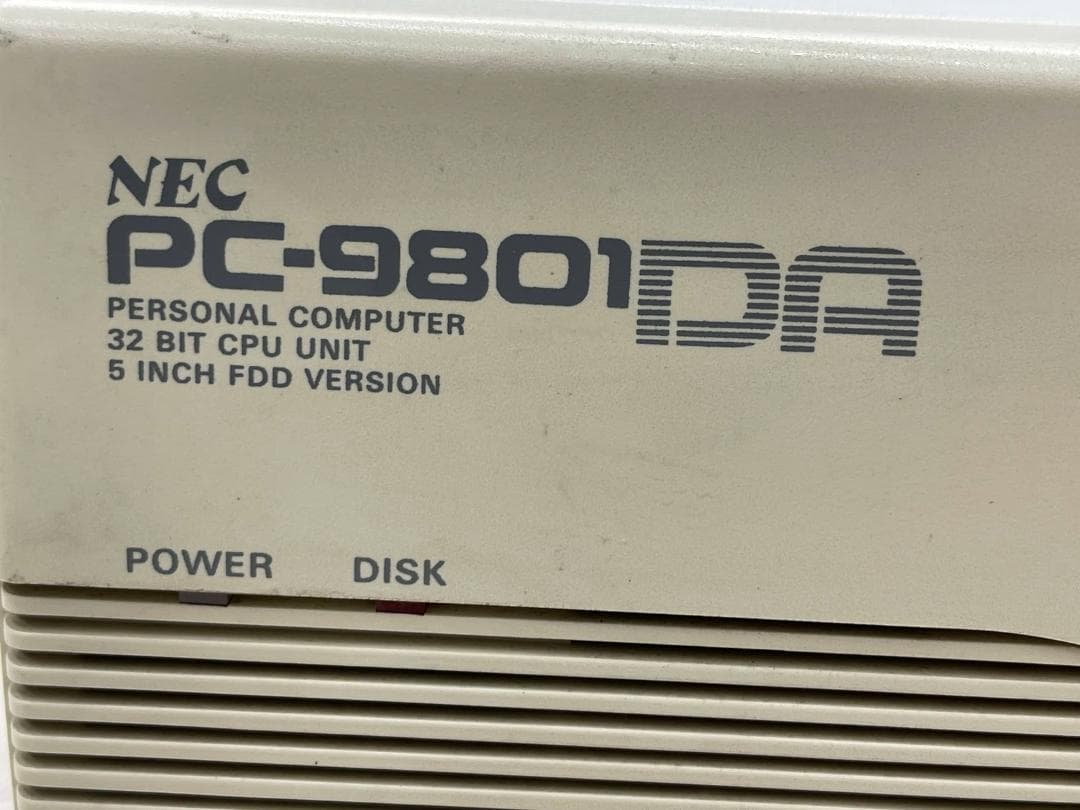 NEC
PC-9801DA
PERSONAL COMPUTER
32 BIT CPU UNIT
5 INCH FDD VERSION
POWER DISK